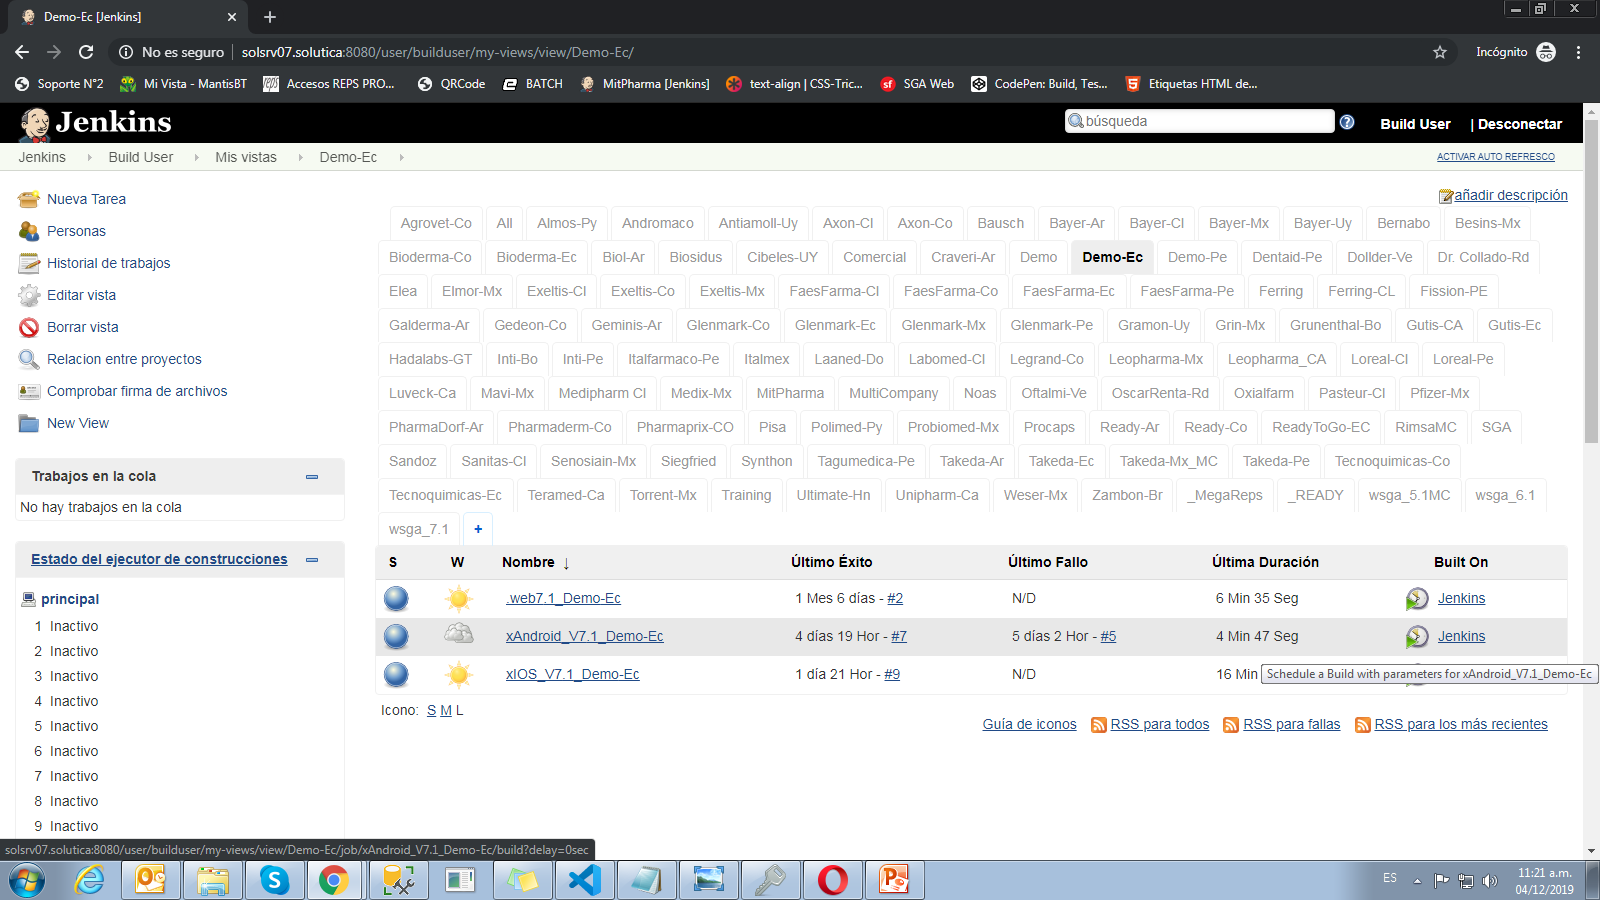 Demo-Ec [Jenkins]
No es seguro | solsrv07.solutica:8080/user/builduser/my-views/view/Demo-Ec/
Incógnito
Soporte N°2 Mi Vista - MantisBT Accesos REPS PRO... QRCode BATCH MitPharma [Jenkins] text-align | CSS-Tric... SGA Web CodePen: Build, Tes... Etiquetas HTML de...
Jenkins
búsqueda
Build User | Desconectar
Jenkins Build User Mis vistas Demo-Ec
ACTIVAR AUTO REFRESCO
Nueva Tarea
Personas
Historial de trabajos
Editar vista
Borrar vista
Relacion entre proyectos
Comprobar firma de archivos
New View
Trabajos en la cola
No hay trabajos en la cola
Estado del ejecutor de construcciones
principal
1 Inactivo
2 Inactivo
3 Inactivo
4 Inactivo
5 Inactivo
6 Inactivo
7 Inactivo
8 Inactivo
9 Inactivo
añadir descripción
Agrovet-Co All Almos-Py Andromaco Antiamoll-Uy Axon-Cl Axon-Co Bausch Bayer-Ar Bayer-Cl Bayer-Mx Bayer-Uy Bernabo Besins-Mx
Bioderma-Co Bioderma-Ec Biol-Ar Biosidus Cibeles-UY Comercial Craveri-Ar Demo Demo-Ec Demo-Pe Dentaid-Pe Dollder-Ve Dr. Collado-Rd
Elea Elmor-Mx Exeltis-Cl Exeltis-Co Exeltis-Mx FaesFarma-Cl FaesFarma-Co FaesFarma-Ec FaesFarma-Pe Ferring Ferring-CL Fission-PE
Galderma-Ar Gedeon-Co Geminis-Ar Glenmark-Co Glenmark-Ec Glenmark-Mx Glenmark-Pe Gramon-Uy Grin-Mx Grunenthal-Bo Gutis-CA Gutis-Ec
Hadalabs-GT Inti-Bo Inti-Pe Italfarmaco-Pe Italmex Laaned-Do Labomed-Cl Legrand-Co Leopharma-Mx Leopharma_CA Loreal-Cl Loreal-Pe
Luveck-Ca Mavi-Mx Medipharm Cl Medix-Mx MitPharma MultiCompany Noas Oftalmi-Ve OscarRenta-Rd Oxialfarm Pasteur-Cl Pfizer-Mx
PharmaDorf-Ar Pharmaderm-Co Pharmaprix-CO Pisa Polimed-Py Probiomed-Mx Procaps Ready-Ar Ready-Co ReadyToGo-EC RimsaMC SGA
Sandoz Sanitas-Cl Senosiain-Mx Siegfried Synthon Tagumedica-Pe Takeda-Ar Takeda-Ec Takeda-Mx_MC Takeda-Pe Tecnoquimicas-Co
Tecnoquimicas-Ec Teramed-Ca Torrent-Mx Training Ultimate-Hn Unipharm-Ca Weser-Mx Zambon-Br _MegaReps _READY wsga_5.1MC wsga_6.1
wsga_7.1 +
S W Nombre ↓ Último Éxito Último Fallo Última Duración Built On
.web7.1_Demo-Ec 1 Mes 6 días - #2 N/D 6 Min 35 Seg Jenkins
xAndroid_V7.1_Demo-Ec 4 días 19 Hor - #7 5 días 2 Hor - #5 4 Min 47 Seg Jenkins
xIOS_V7.1_Demo-Ec 1 día 21 Hor - #9 N/D 16 Min
Schedule a Build with parameters for xAndroid_V7.1_Demo-Ec
Icono: S M L
Guía de iconos RSS para todos RSS para fallas RSS para los más recientes
solsrv07.solutica:8080/user/builduser/my-views/view/Demo-Ec/job/xAndroid_V7.1_Demo-Ec/build?delay=0sec
ES
11:21 a.m.
04/12/2019